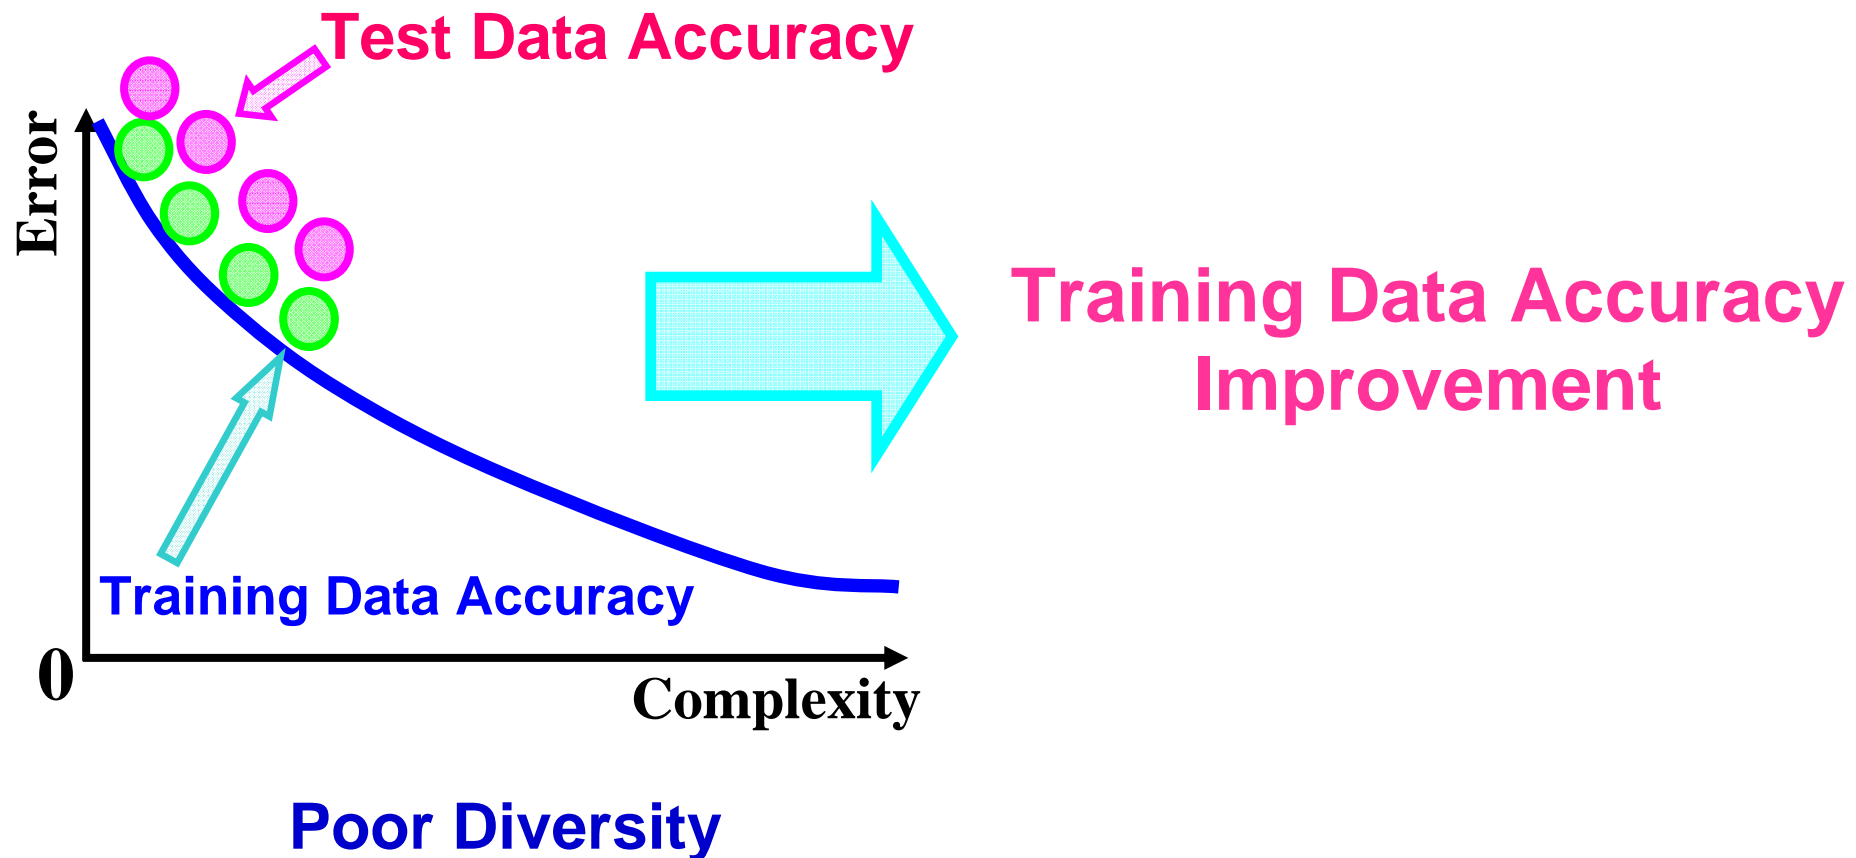 Test Data Accuracy
Error
Training Data Accuracy
Improvement
Training Data Accuracy
0
Complexity
Poor Diversity